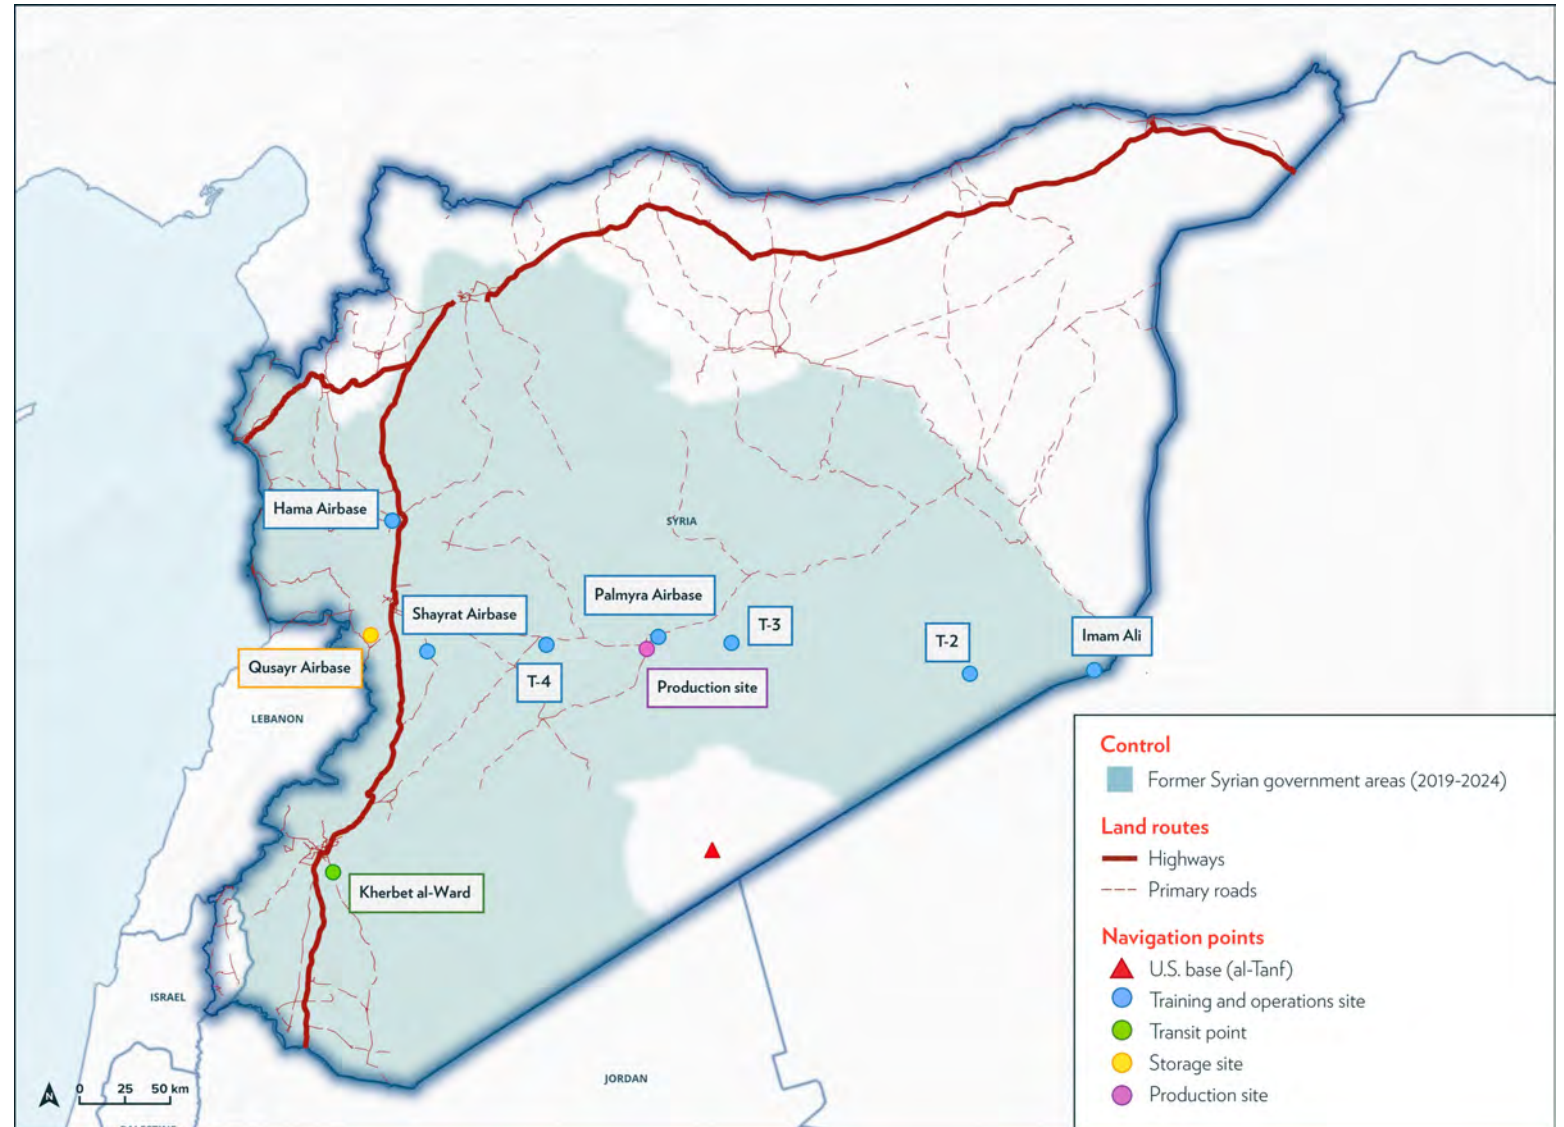 Hama Airbase
SYRIA
Palmyra Airbase
Shayrat Airbase
T-3
T-2
Imam Ali
Qusayr Airbase
T-4
Production site
LEBANON
Kherbet al-Ward
ISRAEL
JORDAN
N
0 25 50 km
Control
Former Syrian government areas (2019-2024)
Land routes
Highways
Primary roads
Navigation points
U.S. base (al-Tanf)
Training and operations site
Transit point
Storage site
Production site